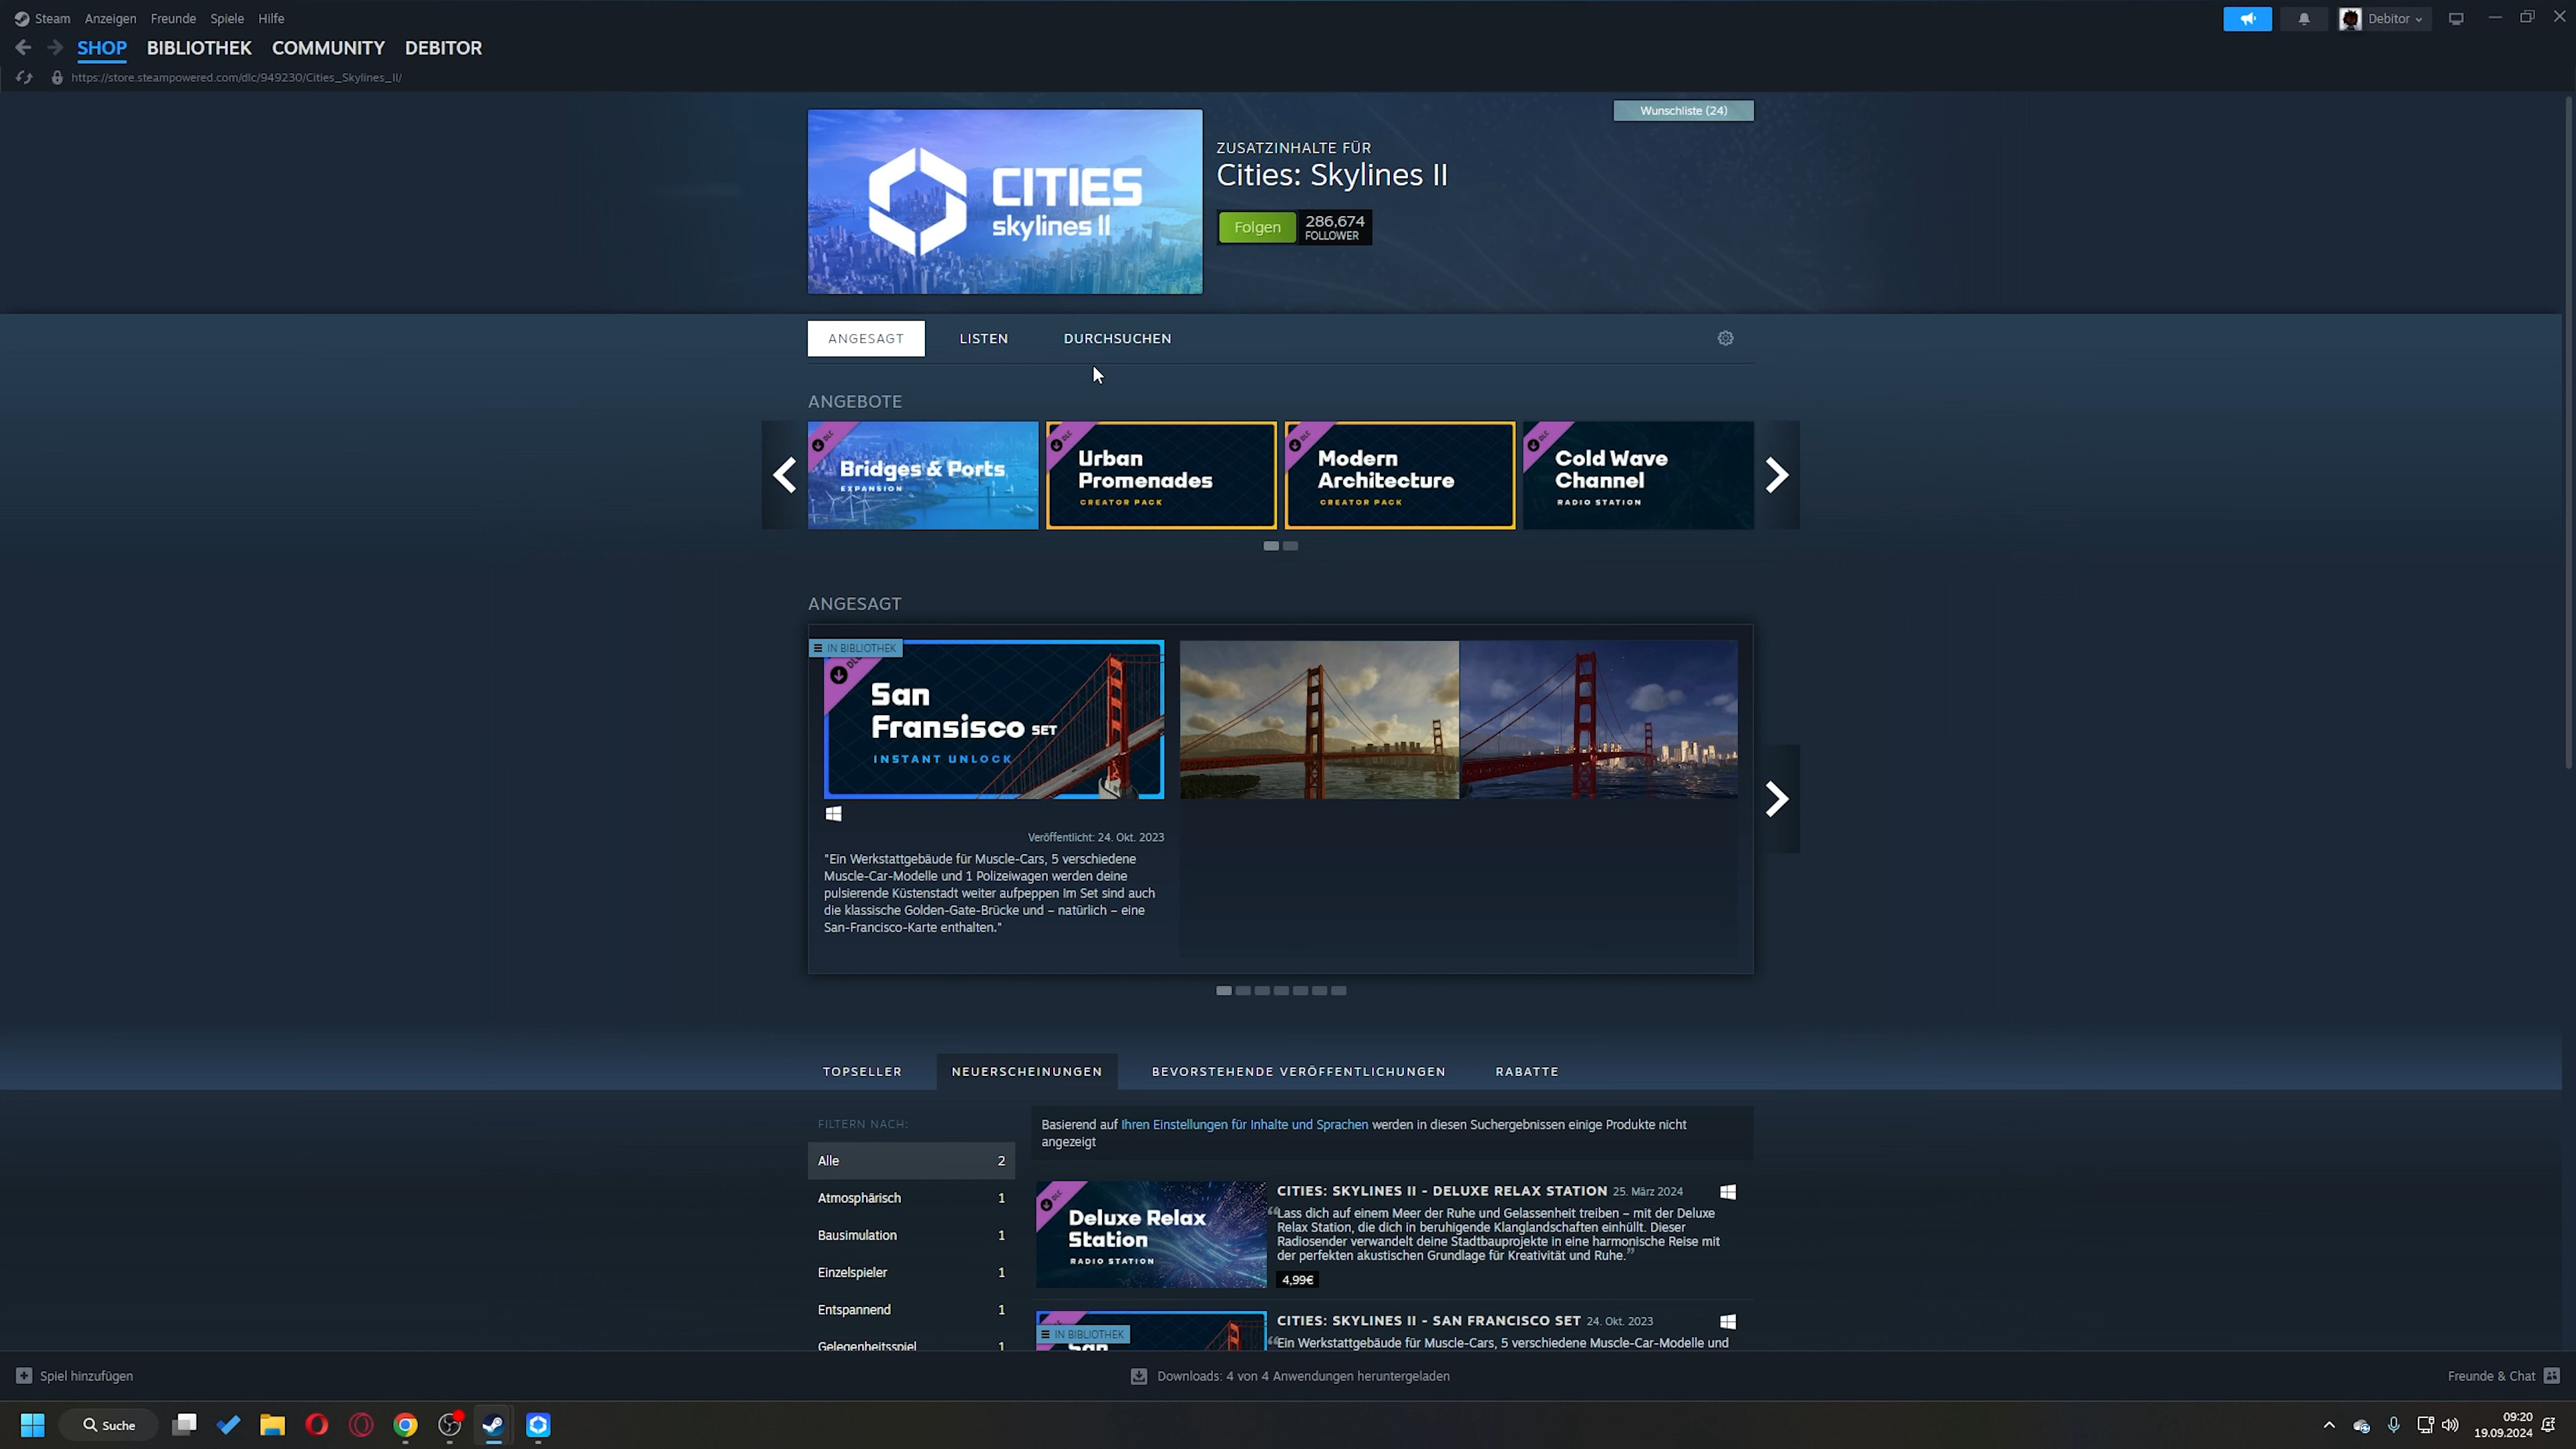 Steam Anzeigen Freunde Spiele Hilfe
Debitor
SHOP BIBLIOTHEK COMMUNITY DEBITOR
https://store.steampowered.com/dlc/949230/Cities_Skylines_II/
Wunschliste (24)
CITIES
skylines II
ZUSATZINHALTE FÜR
Cities: Skylines II
Folgen
286,674
FOLLOWER
ANGESAGT LISTEN DURCHSUCHEN
ANGEBOTE
DLC
Bridges & Ports
EXPANSION
DLC
Urban
Promenades
CREATOR PACK
DLC
Modern
Architecture
CREATOR PACK
DLC
Cold Wave
Channel
RADIO STATION
ANGESAGT
IN BIBLIOTHEK
DLC
San
Fransisco SET
INSTANT UNLOCK
Veröffentlicht: 24. Okt. 2023
"Ein Werkstattgebäude für Muscle-Cars, 5 verschiedene
Muscle-Car-Modelle und 1 Polizeiwagen werden deine
pulsierende Küstenstadt weiter aufpeppen Im Set sind auch
die klassische Golden-Gate-Brücke und – natürlich – eine
San-Francisco-Karte enthalten."
TOPSELLER NEUERSCHEINUNGEN BEVORSTEHENDE VERÖFFENTLICHUNGEN RABATTE
FILTERN NACH:
Alle 2
Atmosphärisch 1
Bausimulation 1
Einzelspieler 1
Entspannend 1
Gelegenheitsspiel 1
Basierend auf Ihren Einstellungen für Inhalte und Sprachen werden in diesen Suchergebnissen einige Produkte nicht
angezeigt
DLC
Deluxe Relax
Station
RADIO STATION
CITIES: SKYLINES II - DELUXE RELAX STATION 25. März 2024
“Lass dich auf einem Meer der Ruhe und Gelassenheit treiben – mit der Deluxe
Relax Station, die dich in beruhigende Klanglandschaften einhüllt. Dieser
Radiosender verwandelt deine Stadtbauprojekte in eine harmonische Reise mit
der perfekten akustischen Grundlage für Kreativität und Ruhe.”
4,99€
IN BIBLIOTHEK
San
CITIES: SKYLINES II - SAN FRANCISCO SET 24. Okt. 2023
“Ein Werkstattgebäude für Muscle-Cars, 5 verschiedene Muscle-Car-Modelle und
Spiel hinzufügen
Downloads: 4 von 4 Anwendungen heruntergeladen
Freunde & Chat
Suche
09:20
19.09.2024